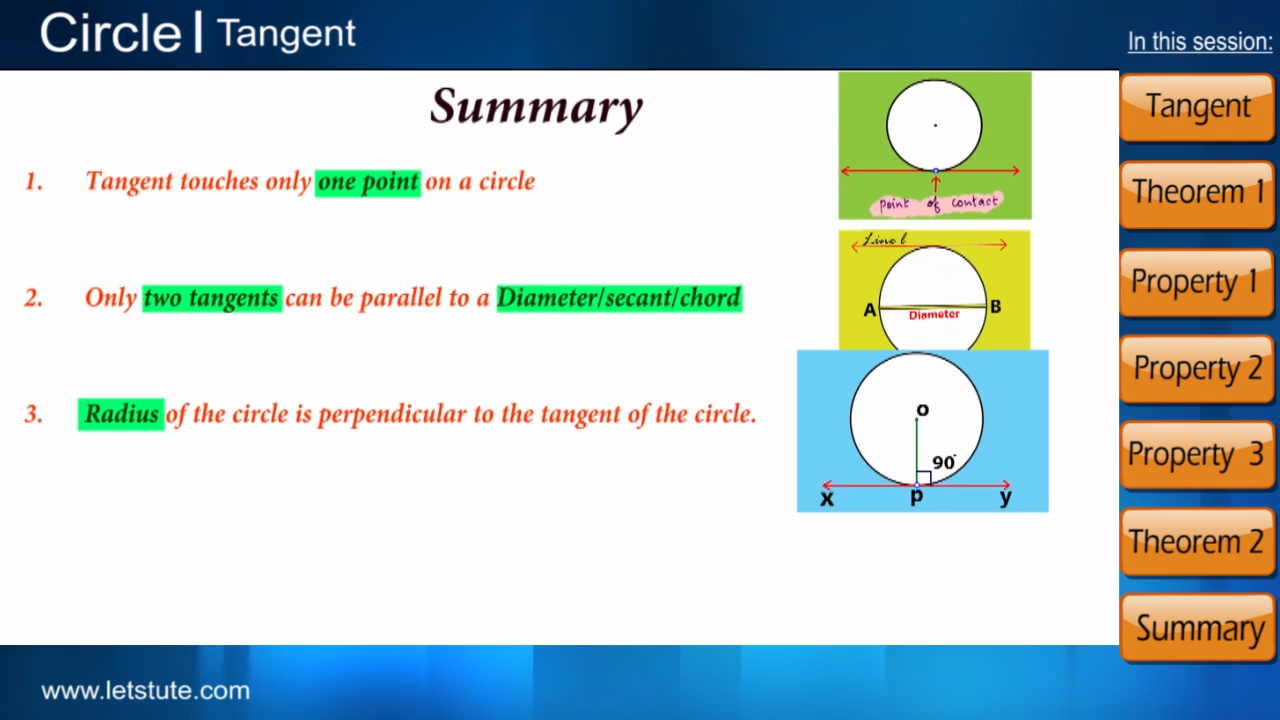 Circle | Tangent
In this session:
Summary
1. Tangent touches only one point on a circle
point of contact
2. Only two tangents can be parallel to a Diameter/secant/chord
Line l
A
B
Diameter
3. Radius of the circle is perpendicular to the tangent of the circle.
o
90°
x
p
y
Tangent
Theorem 1
Property 1
Property 2
Property 3
Theorem 2
Summary
www.letstute.com